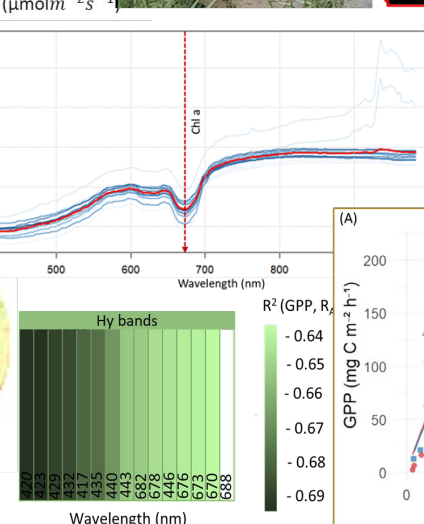 (μmolm⁻²s⁻¹)
Chl a
500 600 700 800
Wavelength (nm)
(A)
GPP (mg C m⁻² h⁻¹)
200
150
100
50
0
0
R² (GPP, R
Hy bands
- 0.64
- 0.65
- 0.66
- 0.67
- 0.68
- 0.69
420 423 429 432 417 435 440 443 682 678 446 676 673 670 688
Wavelength (nm)